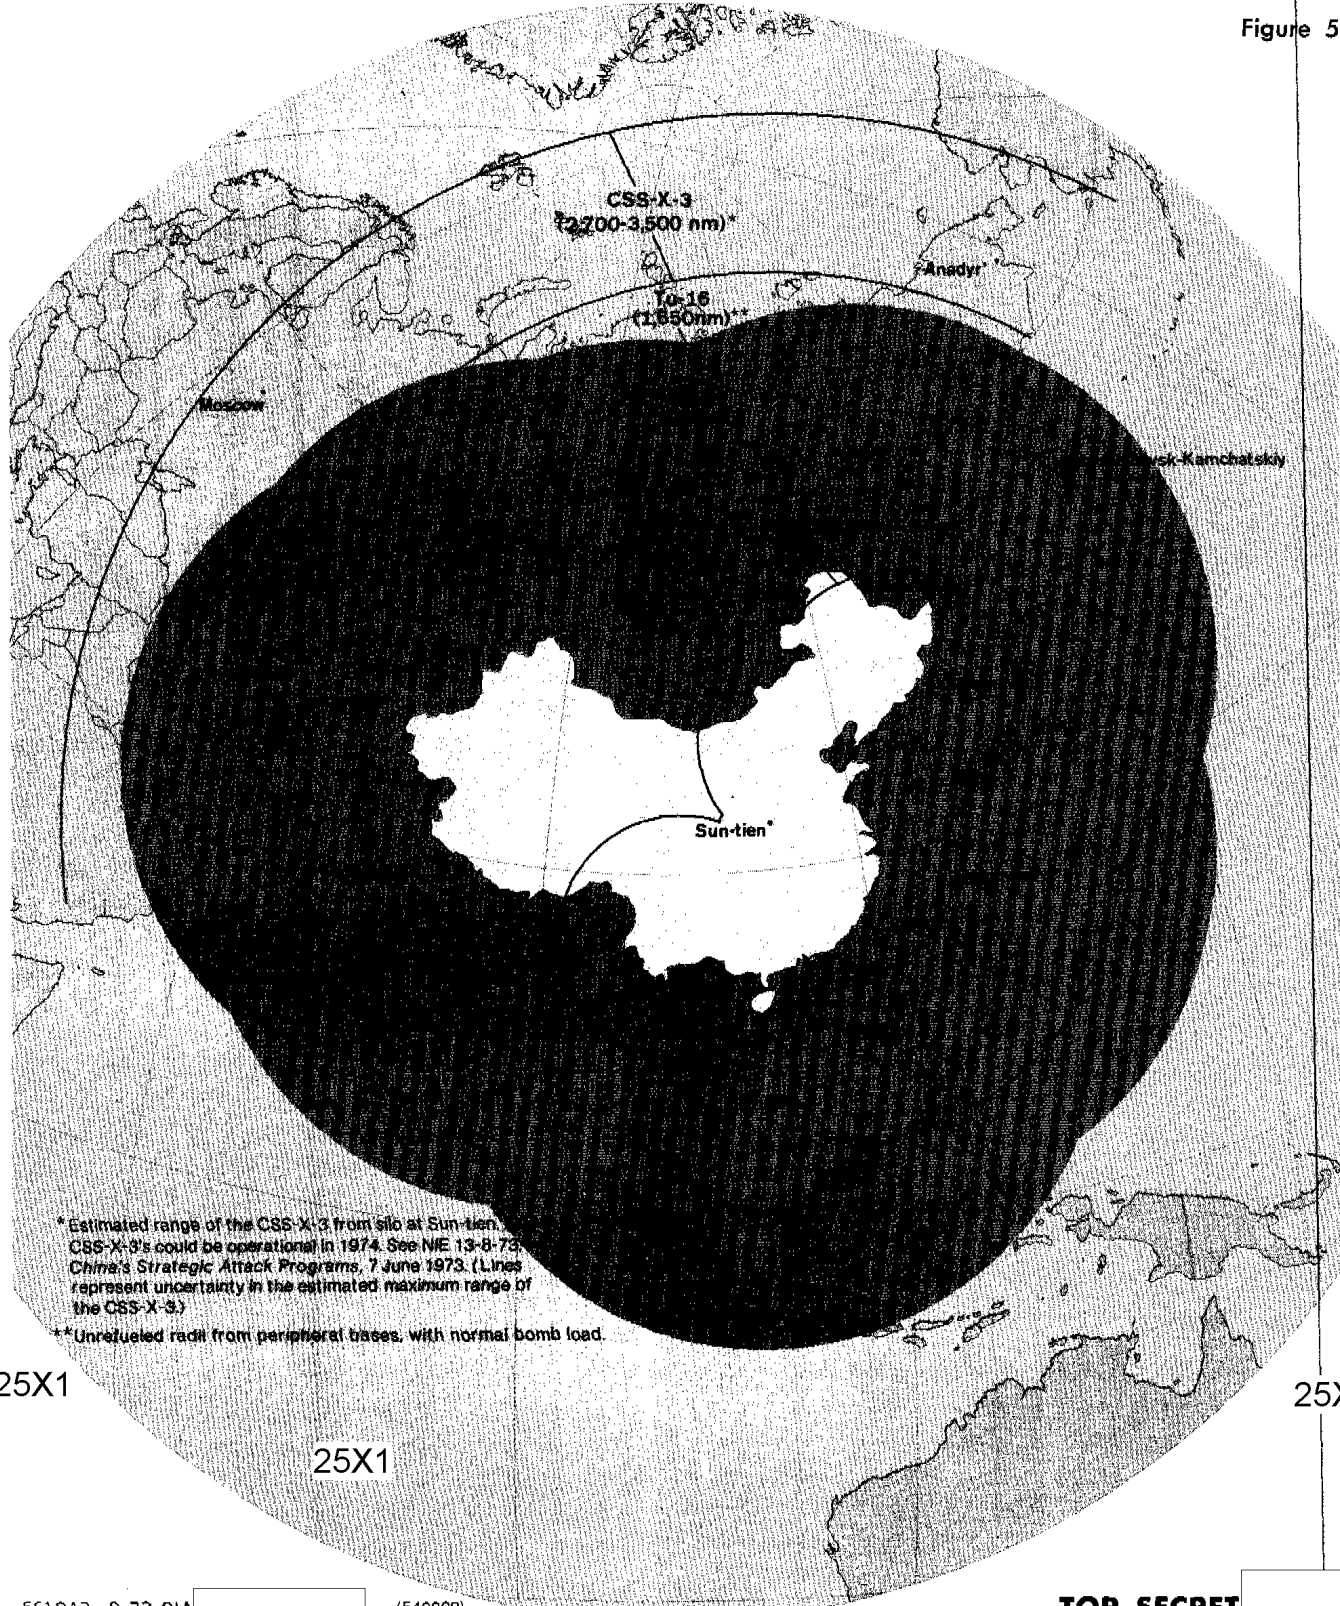 Figure 5
CSS-X-3
(2,700-3,500 nm)*
Anadyr'
Tu-16
(1,650nm)**
Moscow
sk-Kamchatskiy
Sun-tien
*Estimated range of the CSS-X-3 from silo at Sun-tien.
CSS-X-3's could be operational in 1974. See NIE 13-8-73,
China's Strategic Attack Programs, 7 June 1973. (Lines
represent uncertainty in the estimated maximum range of
the CSS-X-3.)
**Unrefueled radii from peripheral bases, with normal bomb load.
25X1
25X
25X1
TOP SECRET